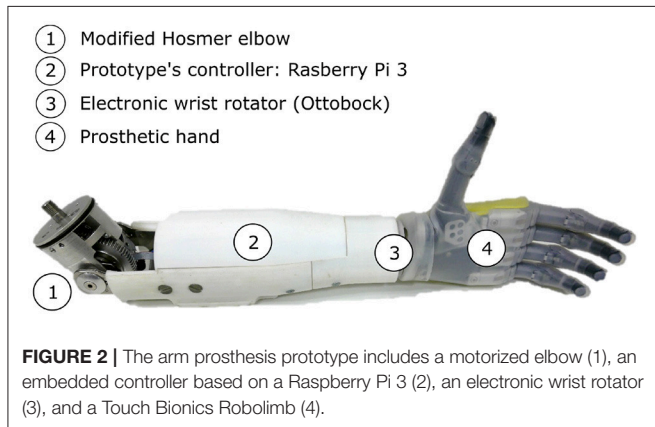 1 Modified Hosmer elbow
2 Prototype's controller: Rasberry Pi 3
3 Electronic wrist rotator (Ottobock)
4 Prosthetic hand
2
3
4
1
FIGURE 2 | The arm prosthesis prototype includes a motorized elbow (1), an
embedded controller based on a Raspberry Pi 3 (2), an electronic wrist rotator
(3), and a Touch Bionics Robolimb (4).